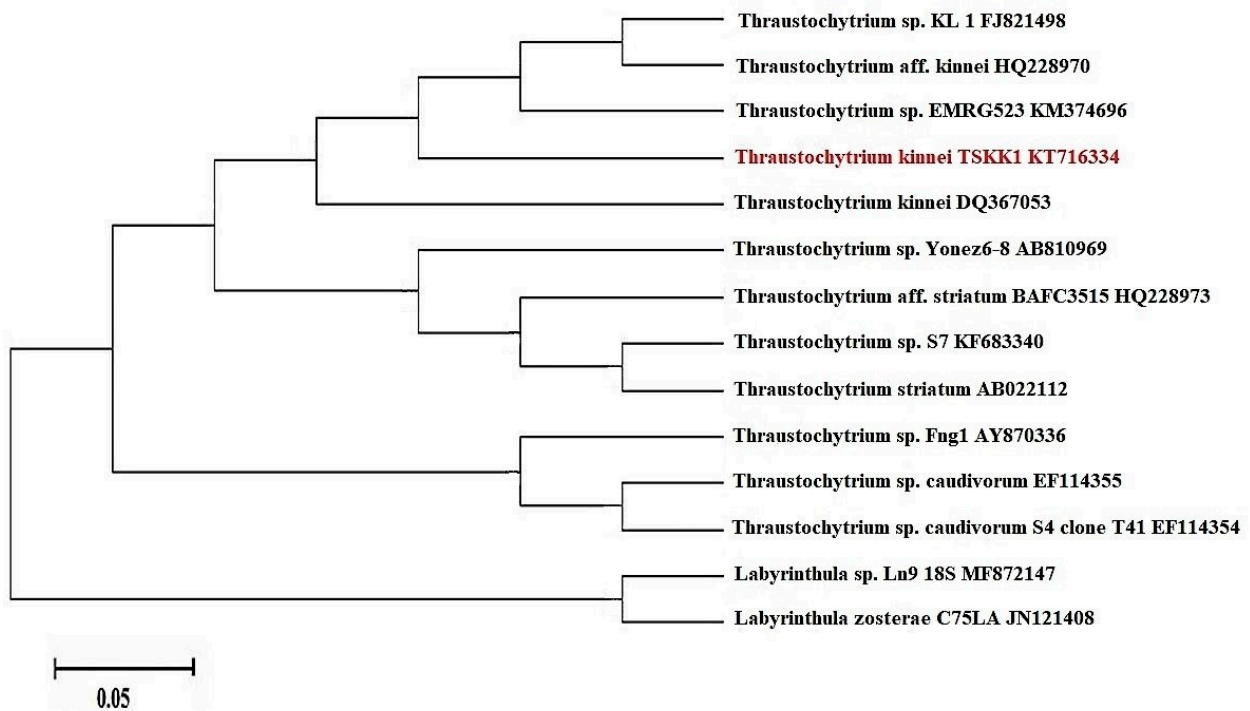 Thraustochytrium sp. KL 1 FJ821498
Thraustochytrium aff. kinnei HQ228970
Thraustochytrium sp. EMRG523 KM374696
Thraustochytrium kinnei TSKK1 KT716334
Thraustochytrium kinnei DQ367053
Thraustochytrium sp. Yonez6-8 AB810969
Thraustochytrium aff. striatum BAFC3515 HQ228973
Thraustochytrium sp. S7 KF683340
Thraustochytrium striatum AB022112
Thraustochytrium sp. Fng1 AY870336
Thraustochytrium sp. caudivorum EF114355
Thraustochytrium sp. caudivorum S4 clone T41 EF114354
Labyrinthula sp. Ln9 18S MF872147
Labyrinthula zosterae C75LA JN121408
0.05